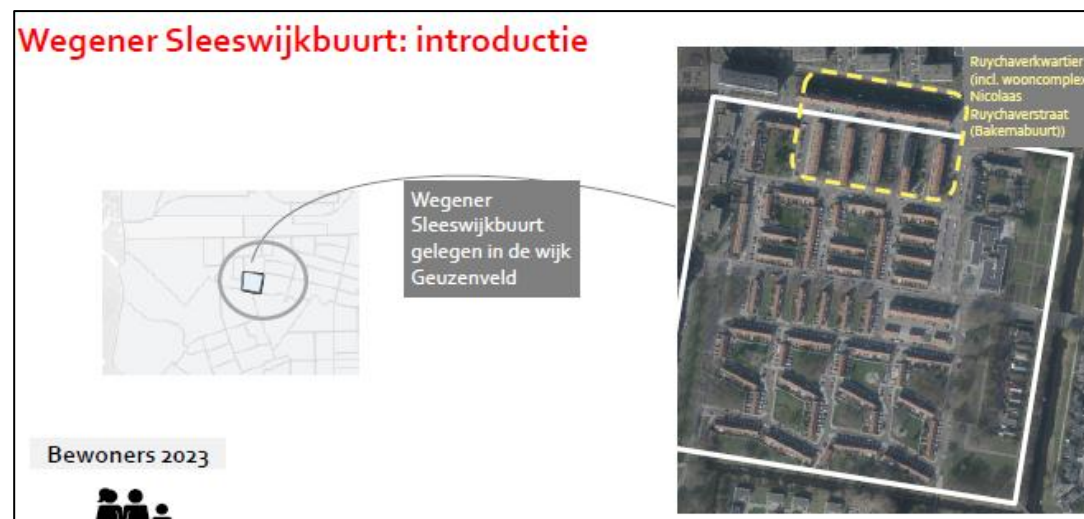 Wegener Sleeswijkbuurt: introductie
Ruychaverkwartier
(incl. wooncomplex
Nicolaas
Ruychaverstraat
(Bakemabuurt))
Wegener
Sleeswijkbuurt
gelegen in de wijk
Geuzenveld
Bewoners 2023